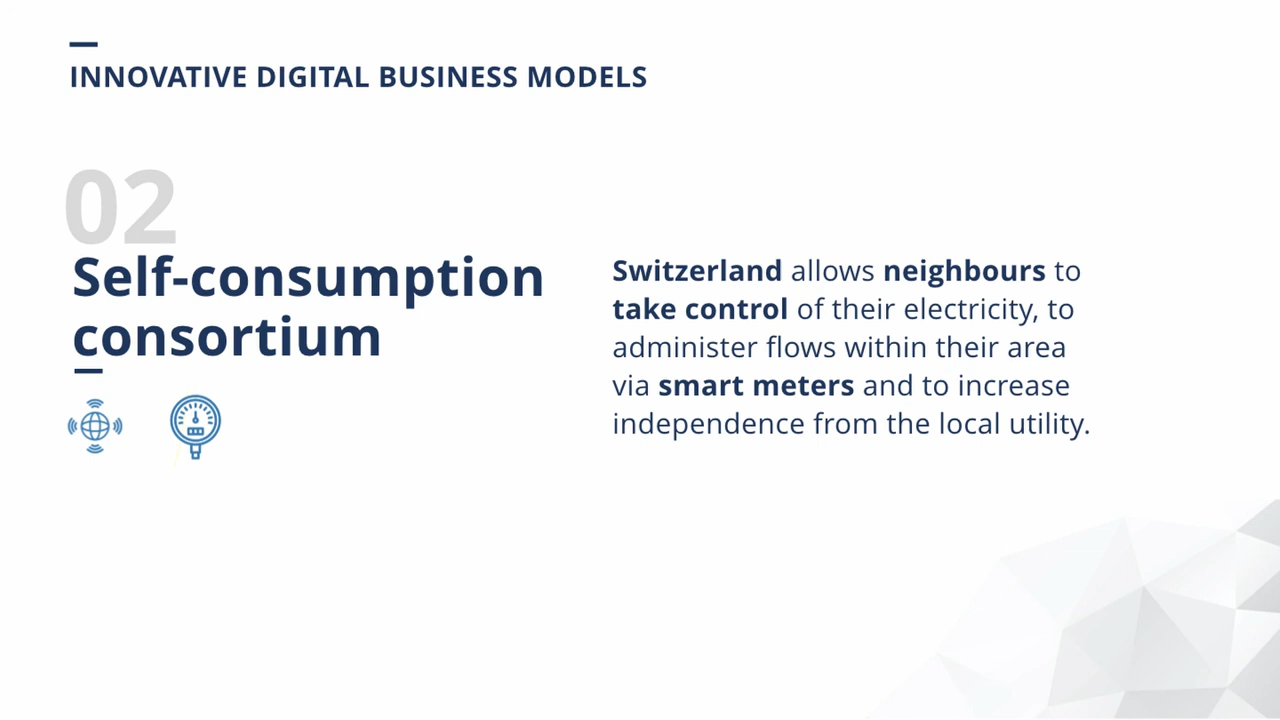 INNOVATIVE DIGITAL BUSINESS MODELS
02
Self-consumption
consortium
Switzerland allows neighbours to
take control of their electricity, to
administer flows within their area
via smart meters and to increase
independence from the local utility.